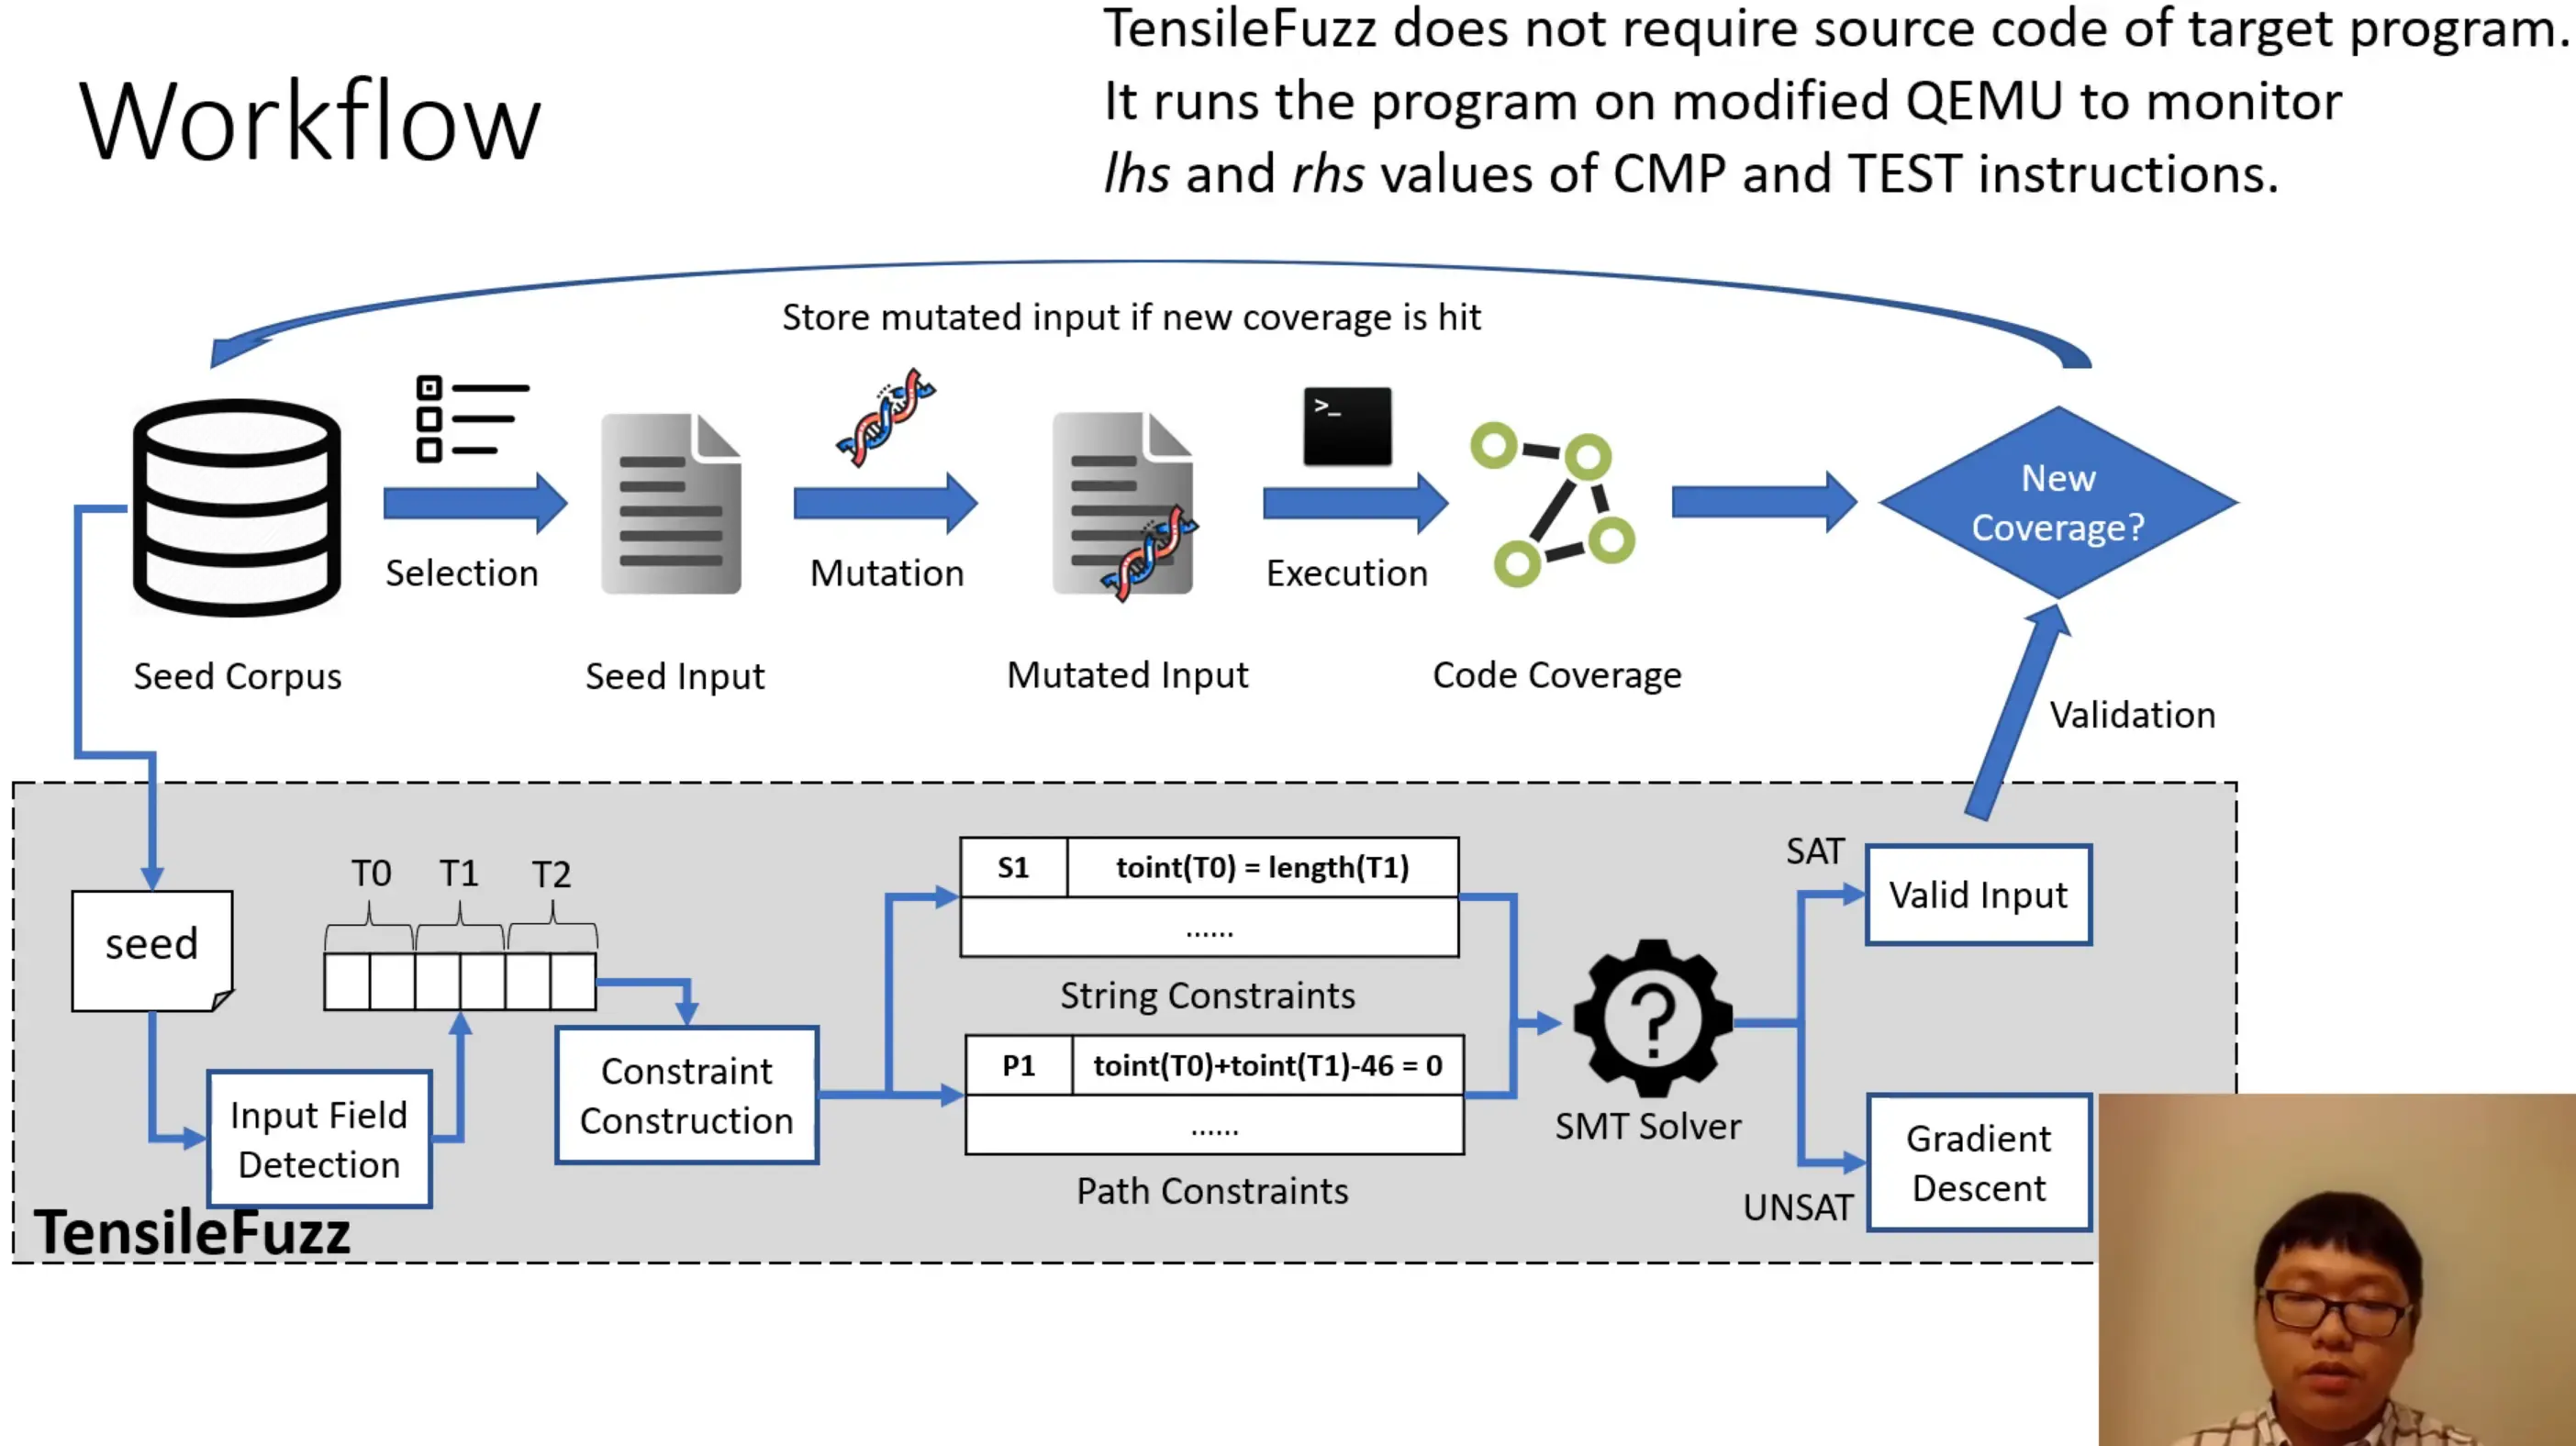 Workflow
TensileFuzz does not require source code of target program.
It runs the program on modified QEMU to monitor
lhs and rhs values of CMP and TEST instructions.
Store mutated input if new coverage is hit
>_
Selection
Mutation
Execution
New
Coverage?
Seed Corpus
Seed Input
Mutated Input
Code Coverage
Validation
seed
T0
T1
T2
Input Field
Detection
Constraint
Construction
S1
toint(T0) = length(T1)
......
String Constraints
P1
toint(T0)+toint(T1)-46 = 0
......
Path Constraints
?
SMT Solver
SAT
Valid Input
UNSAT
Gradient
Descent
TensileFuzz